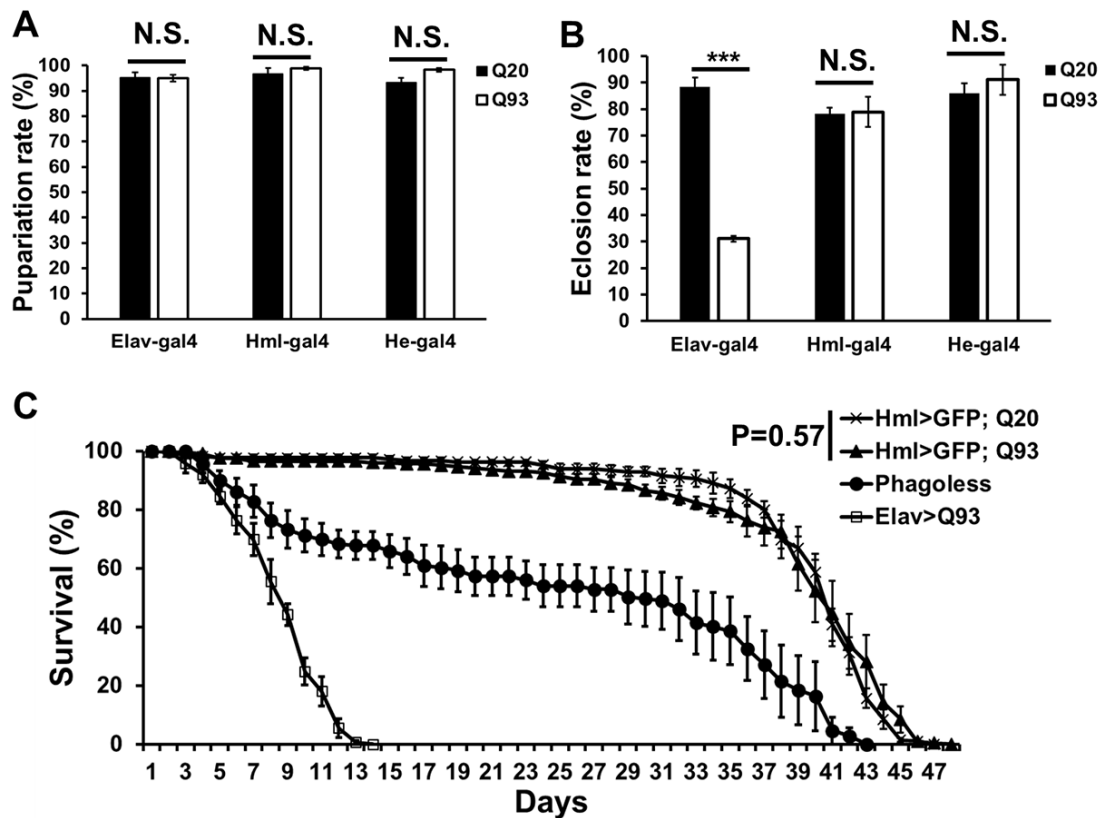 A
N.S. N.S. N.S.
Pupariation rate (%)
100
90
80
70
60
50
40
30
20
10
0
Elav-gal4 Hml-gal4 He-gal4
Q20
Q93
B
***
N.S.
N.S.
Eclosion rate (%)
100
90
80
70
60
50
40
30
20
10
0
Elav-gal4 Hml-gal4 He-gal4
Q20
Q93
C
P=0.57
Hml>GFP; Q20
Hml>GFP; Q93
Phagoless
Elav>Q93
Survival (%)
100
80
60
40
20
0
1 3 5 7 9 11 13 15 17 19 21 23 25 27 29 31 33 35 37 39 41 43 45 47
Days